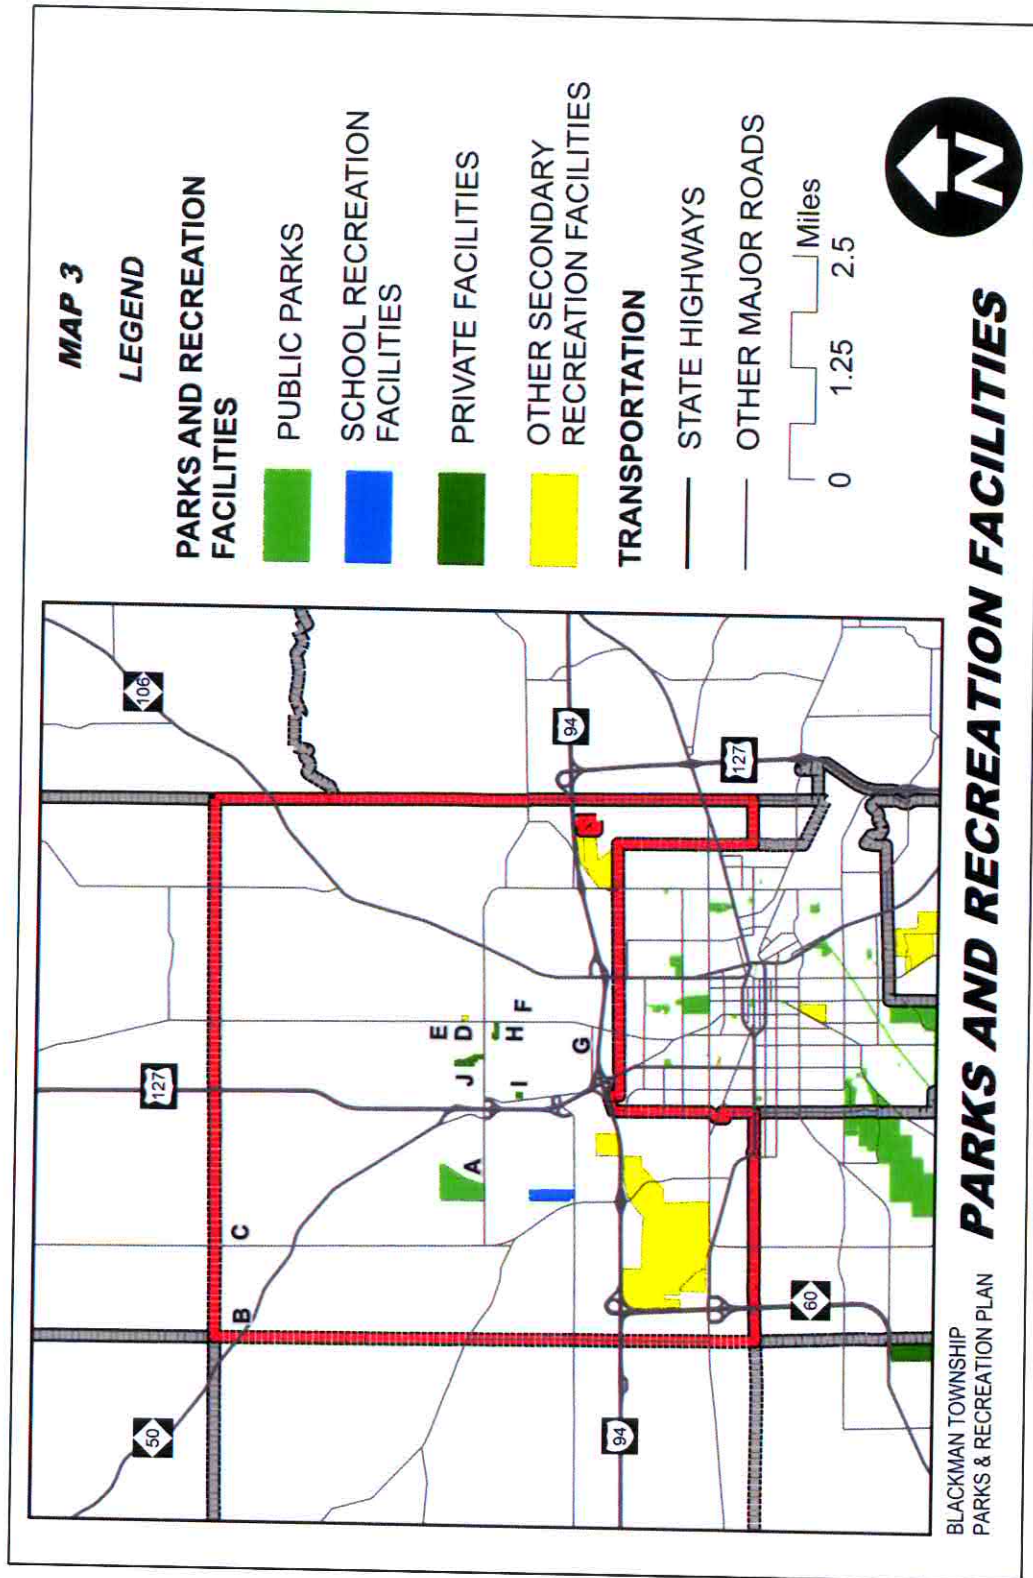 MAP 3
LEGEND
PARKS AND RECREATION
FACILITIES
PUBLIC PARKS
SCHOOL RECREATION
FACILITIES
PRIVATE FACILITIES
OTHER SECONDARY
RECREATION FACILITIES
TRANSPORTATION
STATE HIGHWAYS
OTHER MAJOR ROADS
0 1.25 2.5 Miles
N
50
127
106
B
C
A
J
E
D
H
F
I
G
94
94
127
60
BLACKMAN TOWNSHIP
PARKS & RECREATION PLAN
PARKS AND RECREATION FACILITIES